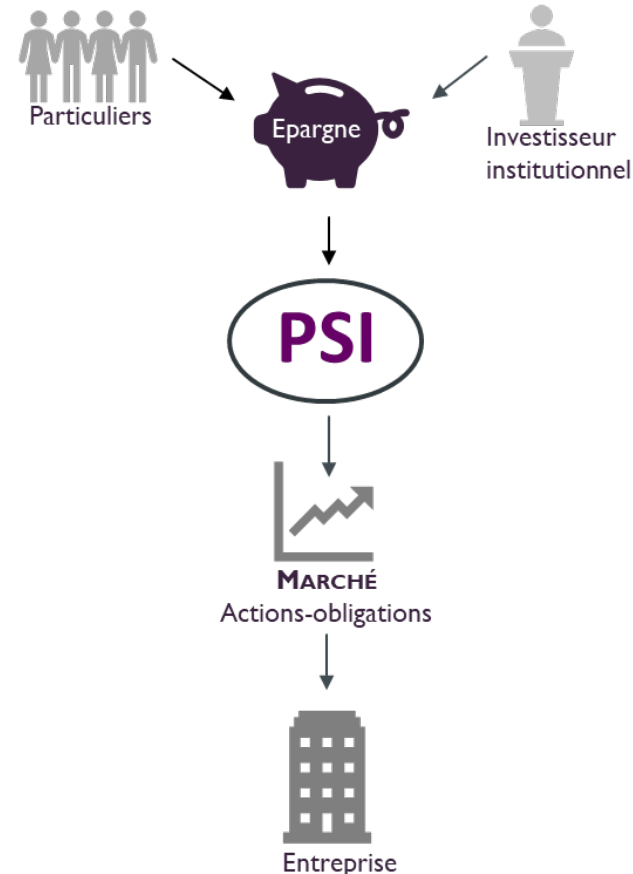 Particuliers
Epargne
Investisseur
institutionnel
PSI
MARCHÉ
Actions-obligations
Entreprise